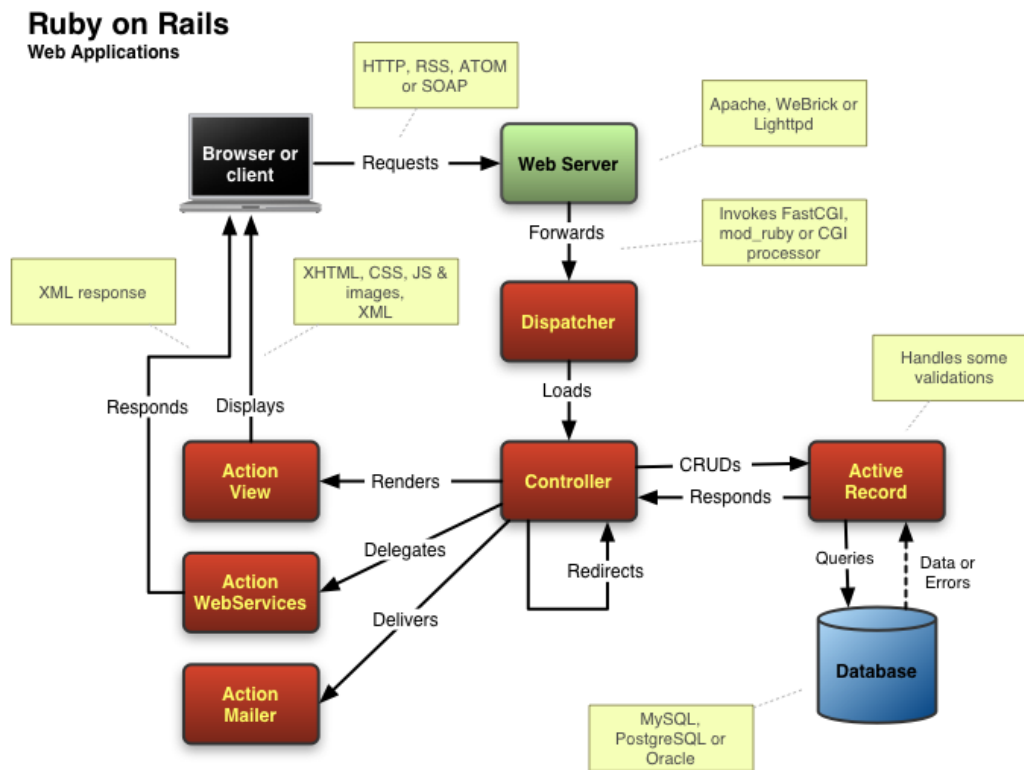 Ruby on Rails
Web Applications
HTTP, RSS, ATOM
or SOAP
Apache, WeBrick or
Lighttpd
Browser or
client
Requests
Web Server
Invokes FastCGI,
mod_ruby or CGI
processor
Forwards
XML response
XHTML, CSS, JS &
images,
XML
Dispatcher
Handles some
validations
Loads
Responds
Displays
Action
View
Renders
Controller
CRUDs
Responds
Active
Record
Delegates
Redirects
Queries
Data or
Errors
Action
WebServices
Delivers
Action
Mailer
Database
MySQL,
PostgreSQL or
Oracle